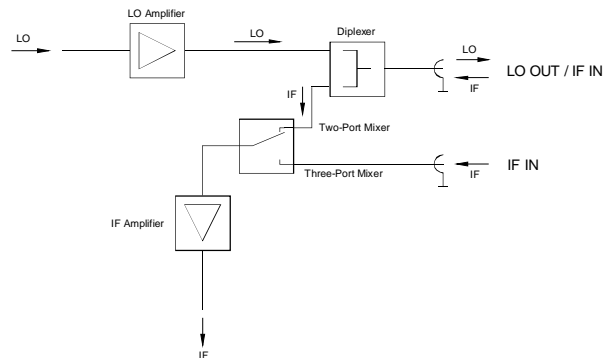 LO Amplifier
LO
LO
Diplexer
LO
IF
LO OUT / IF IN
IF
Two-Port Mixer
Three-Port Mixer
IF
IF IN
IF Amplifier
IF